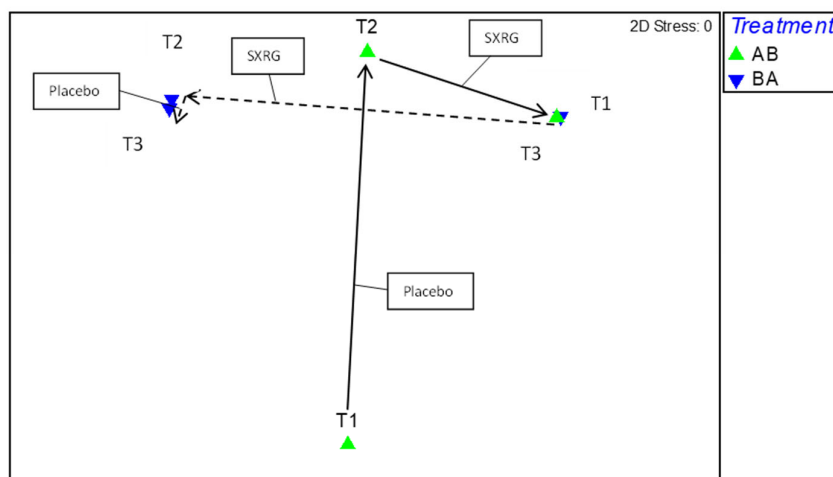 T2
2D Stress: 0
Treatment
T2
SXRG
SXRG
AB
BA
Placebo
T1
T3
T3
Placebo
T1